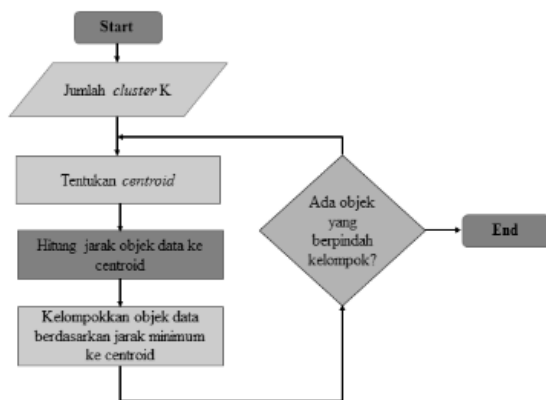 Start
Jumlah cluster K
Tentukan centroid
Hitung jarak objek data ke
centroid
Kelompokkan objek data
berdasarkan jarak minimum
ke centroid
Ada objek
yang
berpindah
kelompok?
End